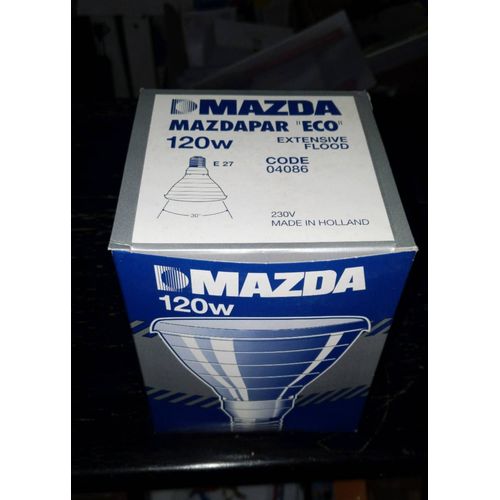 MAZDA
MAZDAPAR "ECO"
120w
EXTENSIVE
FLOOD
E 27
CODE
04086
30°
230V
MADE IN HOLLAND
MAZDA
120w